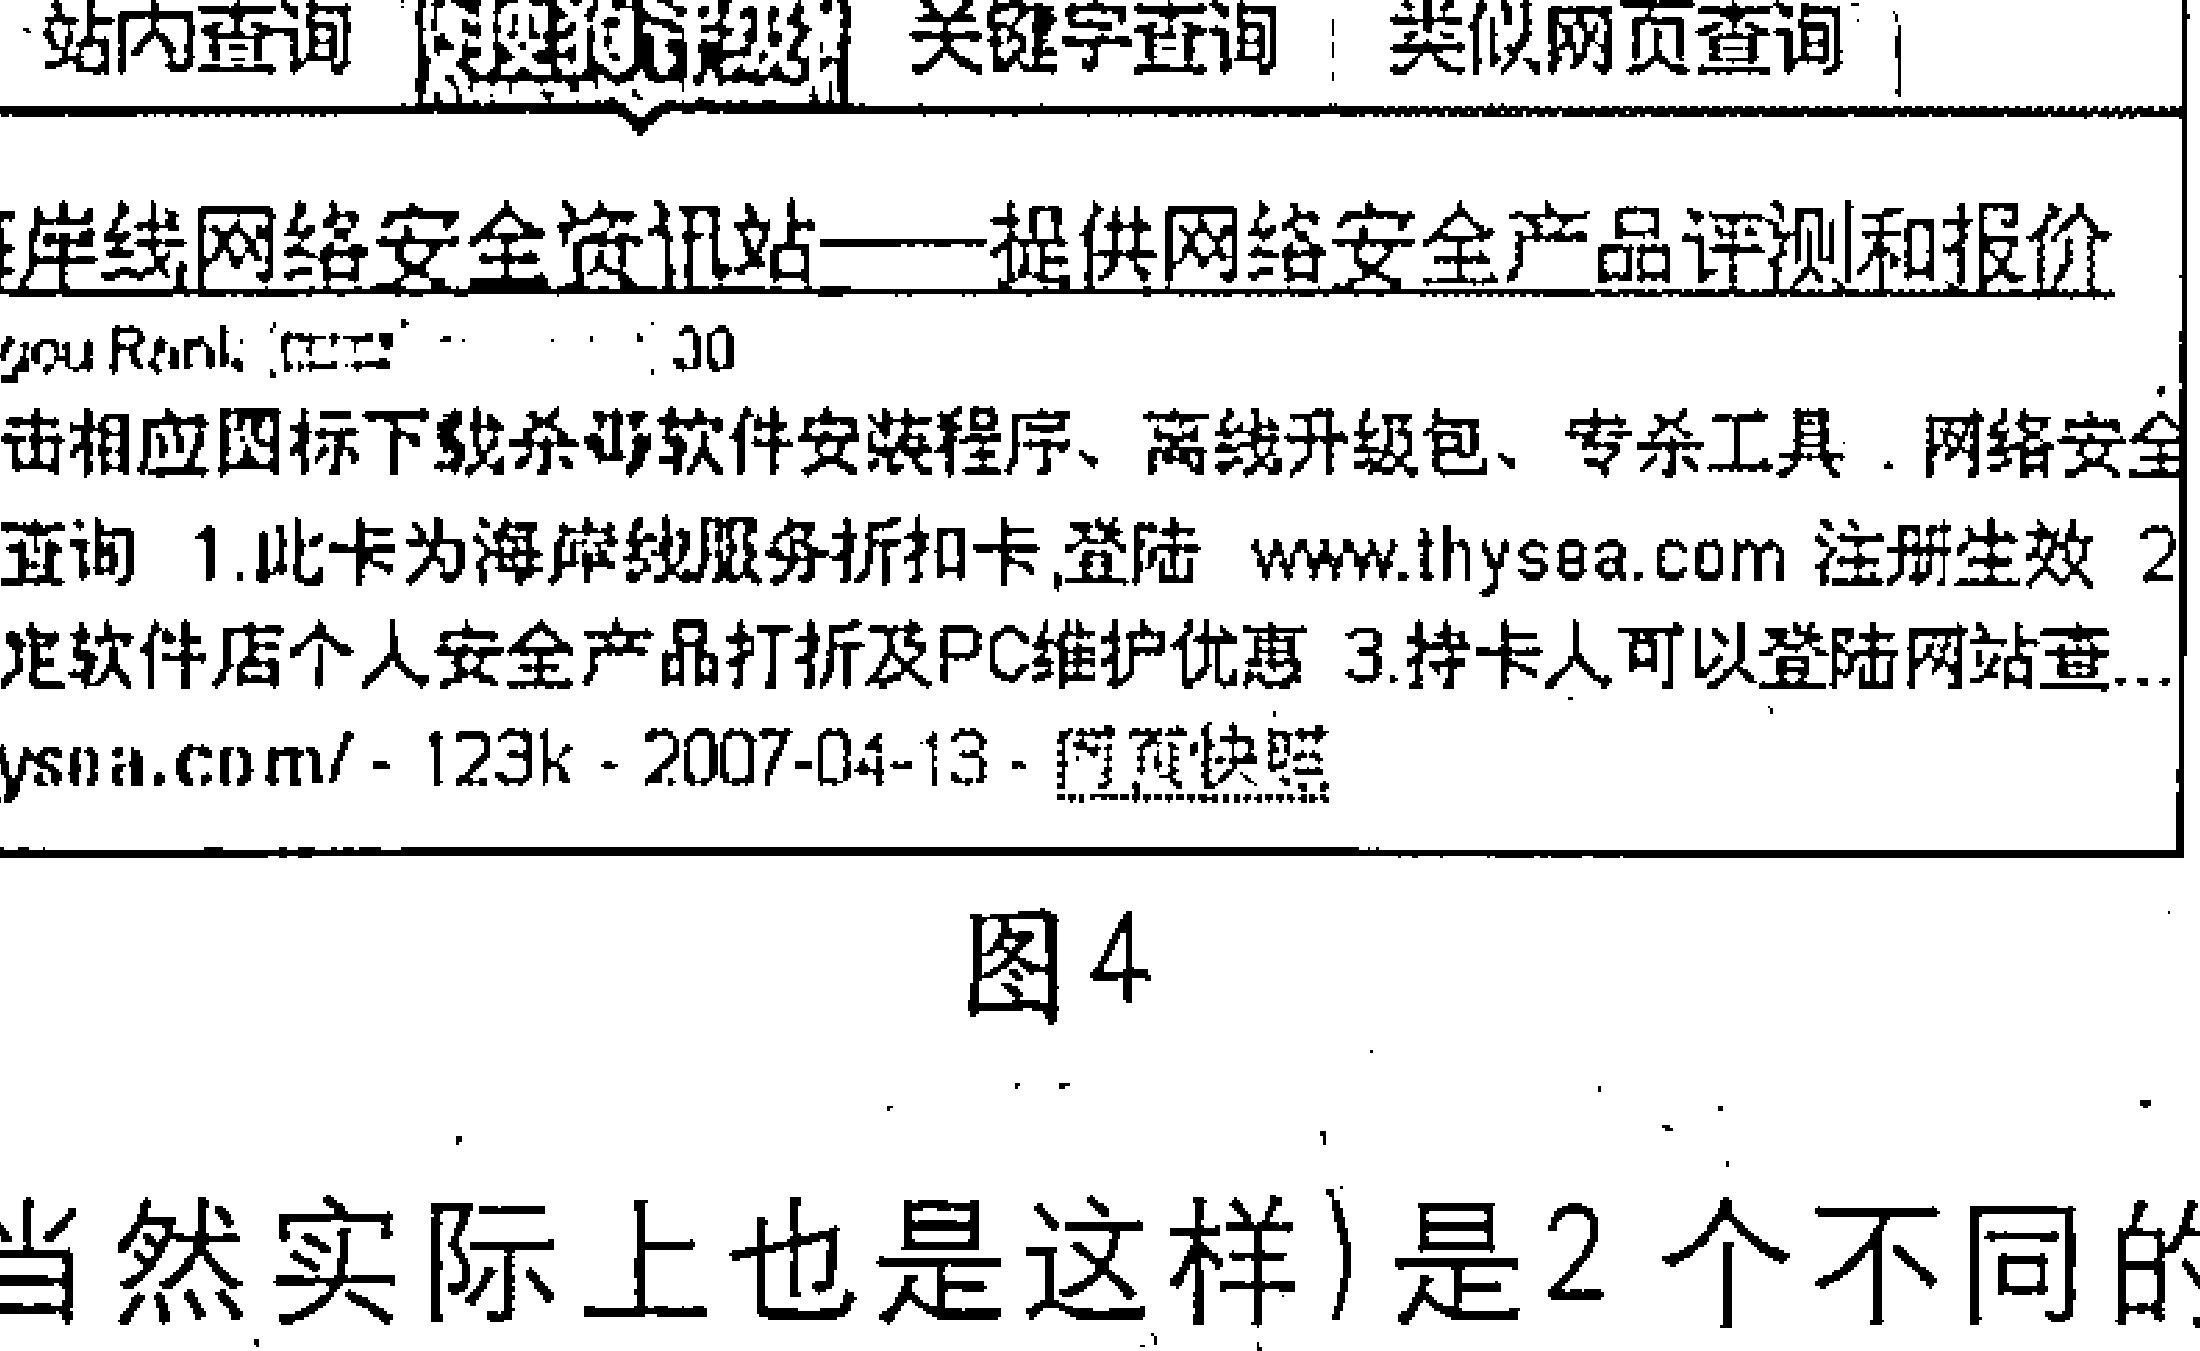 站内查询 关键字查询 类似网页查询
岸线网络安全资讯站——提供网络安全产品评测和报价
gou Rank 00
击相应图标下载杀毒软件安装程序、离线升级包、专杀工具 . 网络安全
查询 1.此卡为海岸线服务折扣卡,登陆 www.thysea.com 注册生效 2
定软件店个人安全产品打折及PC维护优惠 3.持卡人可以登陆网站查...
ysea.com/ - 123k - 2007-04-13 - 网页快照
图 4
当然实际上也是这样)是2个不同的